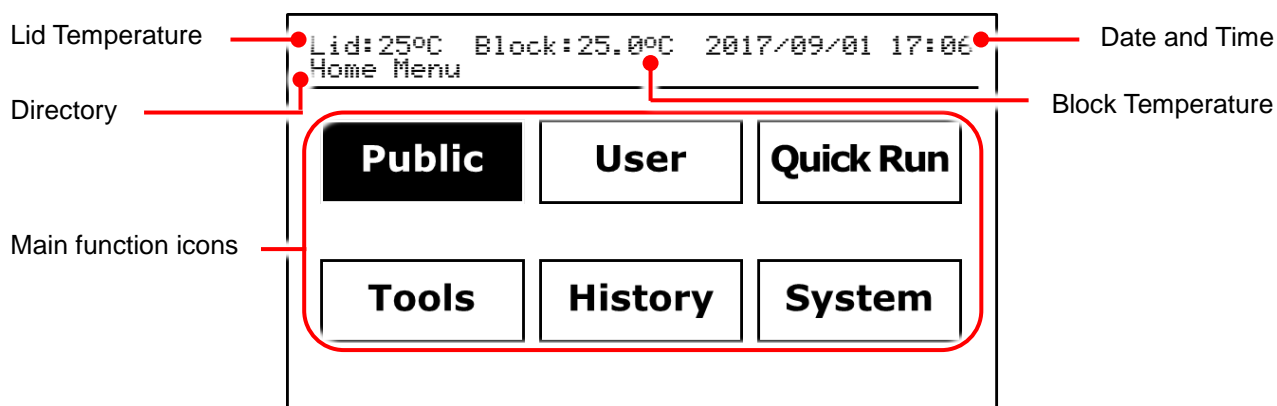 Lid Temperature
Lid:25ºC Block:25.0ºC 2017/09/01 17:06
Date and Time
Home Menu
Directory
Block Temperature
Public User Quick Run
Main function icons
Tools History System